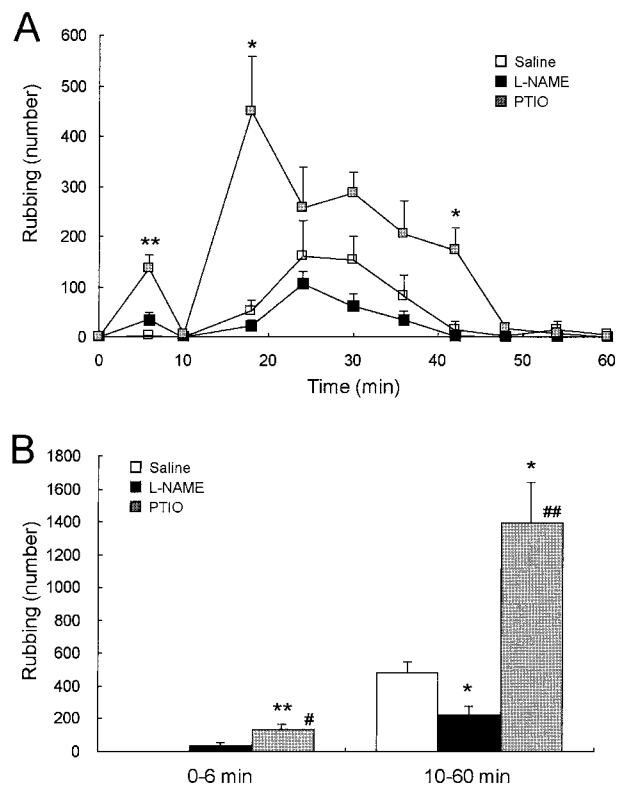 A
600
500
400
300
200
100
0
Rubbing (number)
*
**
*
Saline
L-NAME
PTIO
0 10 20 30 40 50 60
Time (min)
B
1800
1600
1400
1200
1000
800
600
400
200
0
Rubbing (number)
Saline
L-NAME
PTIO
*
##
*
**
#
0-6 min 10-60 min